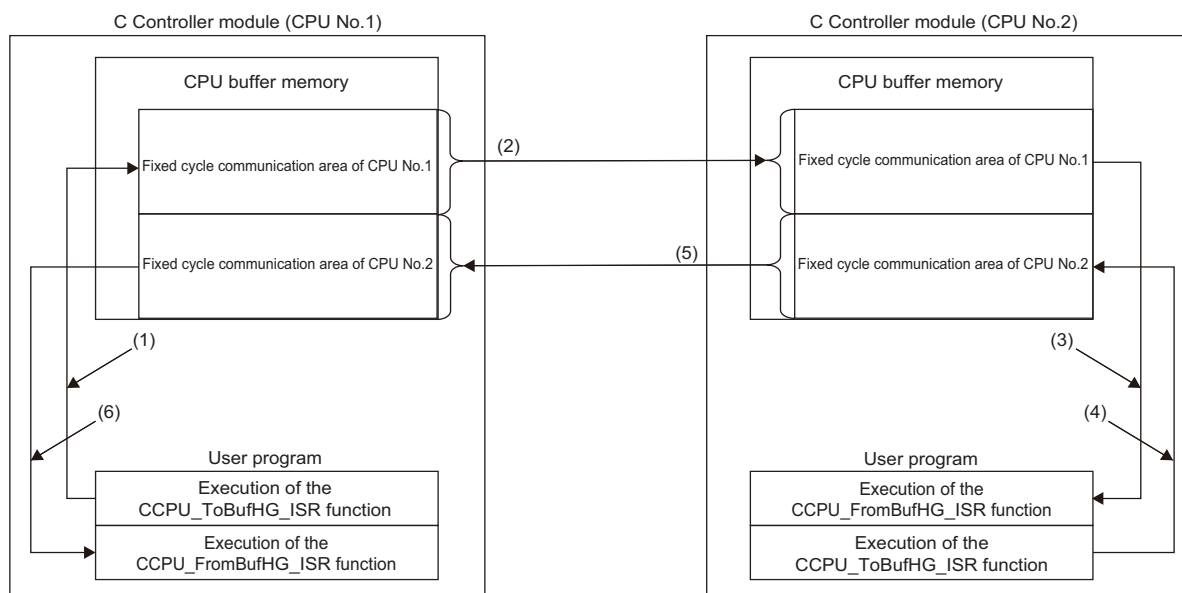 C Controller module (CPU No.1)
CPU buffer memory
Fixed cycle communication area of CPU No.1
Fixed cycle communication area of CPU No.2
(1)
(6)
User program
Execution of the
CCPU_ToBufHG_ISR function
Execution of the
CCPU_FromBufHG_ISR function
(2)
(5)
C Controller module (CPU No.2)
CPU buffer memory
Fixed cycle communication area of CPU No.1
Fixed cycle communication area of CPU No.2
(3)
(4)
User program
Execution of the
CCPU_FromBufHG_ISR function
Execution of the
CCPU_ToBufHG_ISR function